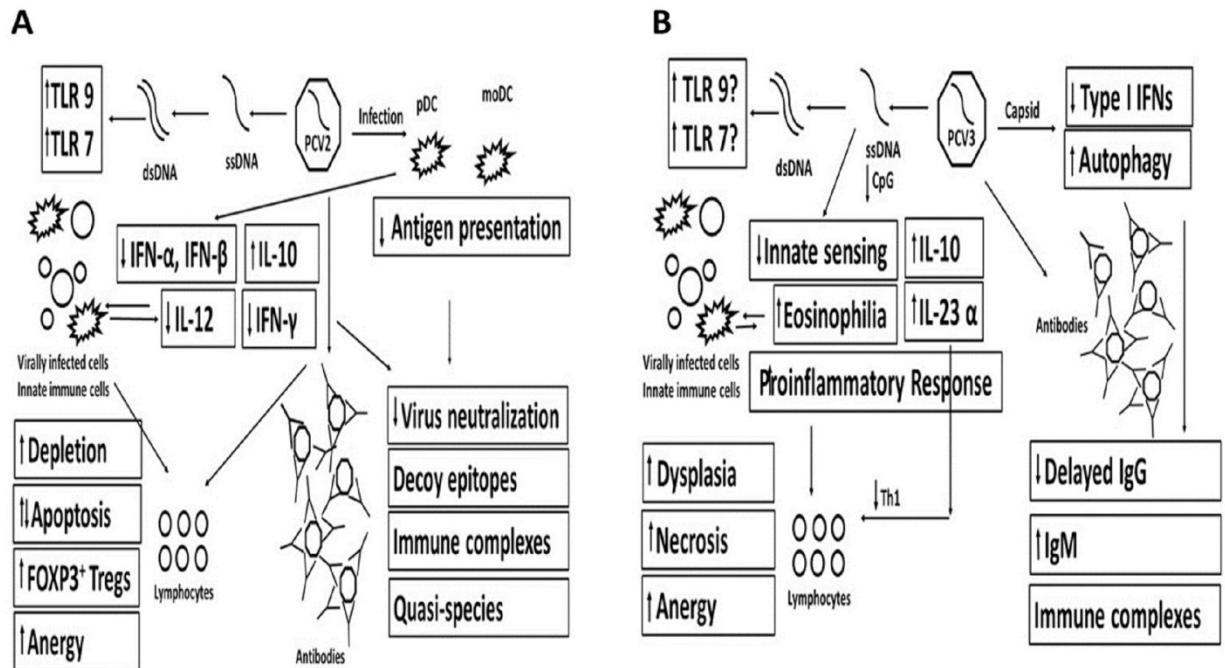 A
↑TLR 9
↑TLR 7
dsDNA
ssDNA
PCV2
Infection
pDC
moDC
↓Antigen presentation
↓IFN-α, IFN-β
↑IL-10
↓IL-12
↓IFN-γ
Virally infected cells
Innate immune cells
↑Depletion
↑↓Apoptosis
↑FOXP3+ Tregs
↑Anergy
Lymphocytes
Antibodies
↓Virus neutralization
Decoy epitopes
Immune complexes
Quasi-species
B
↑TLR 9?
↑TLR 7?
dsDNA
ssDNA
CpG
PCV3
Capsid
↓Type I IFNs
↑Autophagy
↓Innate sensing
↑IL-10
↑Eosinophilia
↑IL-23 α
Proinflammatory Response
Virally infected cells
Innate immune cells
Antibodies
↑Dysplasia
↑Necrosis
↑Anergy
↓Th1
Lymphocytes
↓Delayed IgG
↑IgM
Immune complexes